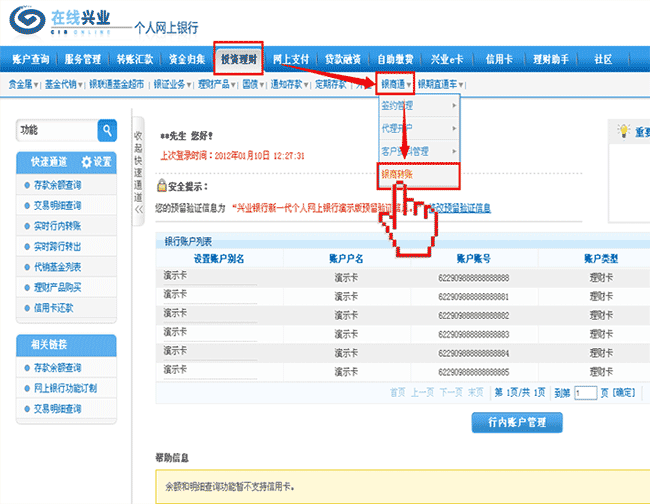 在线兴业
CIB ONLINE
个人网上银行
账户查询 服务管理 转账汇款 资金归集 投资理财 网上支付 贷款融资 自助缴费 兴业e卡 信用卡 理财助手 社区
贵金属 基金代销 银联通基金超市 银证业务 理财产品 国债 通知存款 定期存款 银商通 银期直通车
签约管理
代理开户
客户资料管理
银商转账
功能
快速通道 设置
存款余额查询
交易明细查询
实时行内转账
实时跨行转出
代销基金列表
理财产品购买
信用卡还款
相关链接
存款余额查询
网上银行功能订制
交易明细查询
收起快速通道
**先生 您好!
上次登录时间:2012年01月10日 12:27:31
重要
安全提示:
您的预留验证信息为 “兴业银行新一代个人网上银行演示版预留验证信息 修改预留验证信息
银行账户列表
设置账户别名 账户户名 账户账号 账户类型
演示卡 演示卡 622909888888888888 理财卡
演示卡 演示卡 622909888888888881 理财卡
演示卡 演示卡 622909888888888882 理财卡
演示卡 演示卡 622909888888888883 理财卡
演示卡 演示卡 622909888888888884 理财卡
演示卡 演示卡 622909888888888885 理财卡
首页 上一页 下一页 末页 第 1页/共 1页 到第 1 页 [确定]
行内账户管理
帮助信息
余额和明细查询功能暂不支持信用卡。